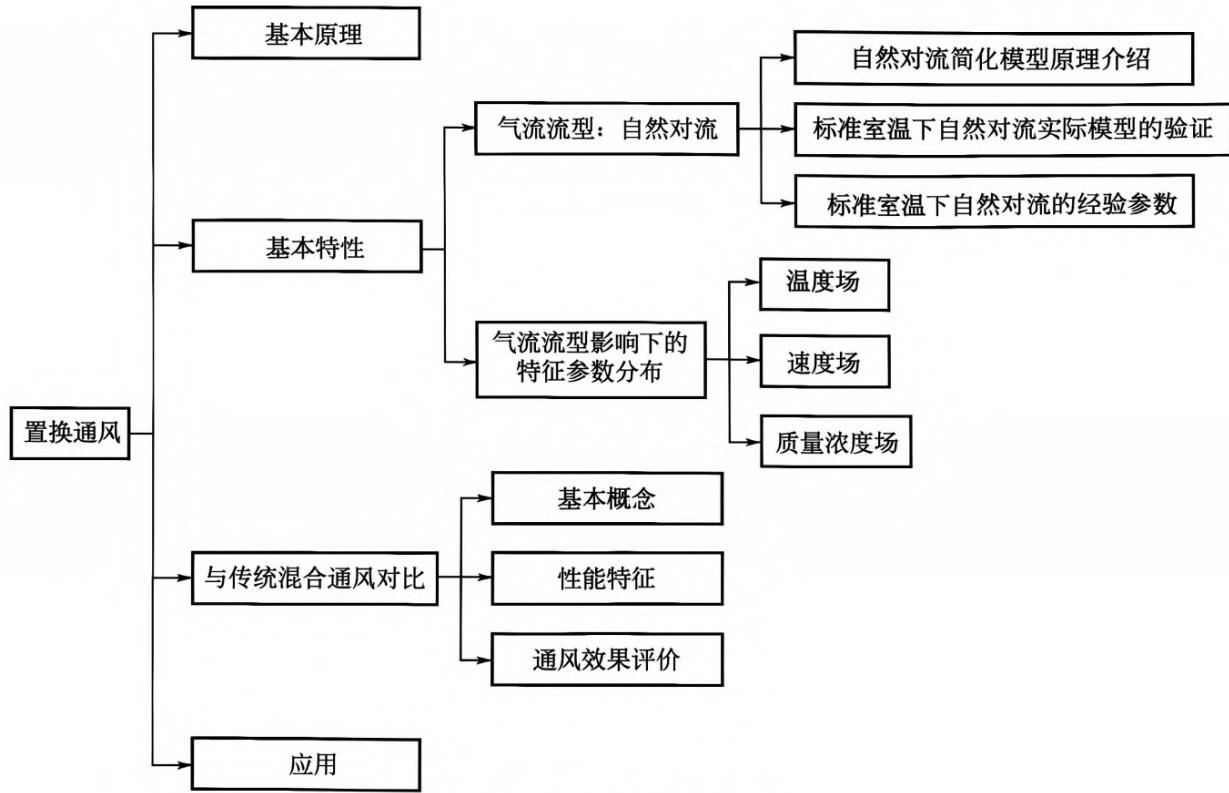 置换通风
基本原理
基本特性
气流流型：自然对流
自然对流简化模型原理介绍
标准室温下自然对流实际模型的验证
标准室温下自然对流的经验参数
气流流型影响下的
特征参数分布
温度场
速度场
质量浓度场
与传统混合通风对比
基本概念
性能特征
通风效果评价
应用